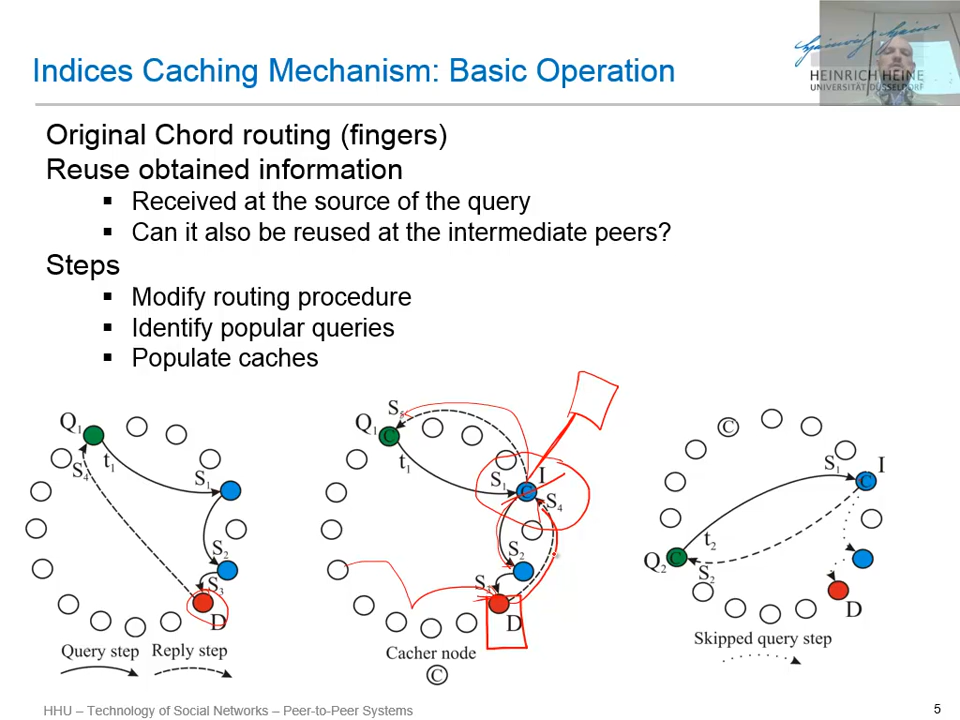 Heinrich Heine
HEINRICH HEINE
UNIVERSITÄT DÜSSELDORF
Indices Caching Mechanism: Basic Operation
Original Chord routing (fingers)
Reuse obtained information
▪ Received at the source of the query
▪ Can it also be reused at the intermediate peers?
Steps
▪ Modify routing procedure
▪ Identify popular queries
▪ Populate caches
Q₁
t₁
S₁
S₂
S₃
S₄
D
Query step
Reply step
Q₁
C
t₁
S₁
S₂
S₄
S₅
I
C
D
Cacher node
C
C
Q₂
C
t₂
S₁
S₂
I
C
D
Skipped query step
HHU – Technology of Social Networks – Peer-to-Peer Systems
5